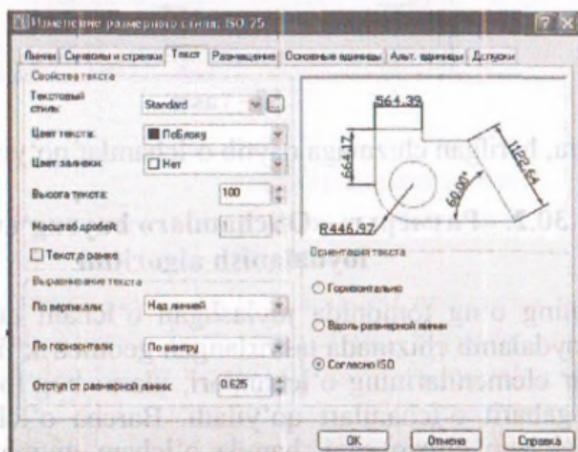 Изменение размерного стиля: ISO-25
Линии Символы и стрелки Текст Размещение Основные единицы Альт. единицы Допуски
Свойства текста
Текстовый стиль: Standard
Цвет текста: ПоБлоку
Цвет заливки: Нет
Высота текста: 100
Масштаб дробей:
Текст в рамке
Выравнивание текста
По вертикали: Над линией
По горизонтали: По центру
Отступ от размерной линии: 0.625
564.39
664.17
1192.64
60.00°
R446.97
Ориентация текста
Горизонтально
Вдоль размерной линии
Согласно ISO
OK Отмена Справка